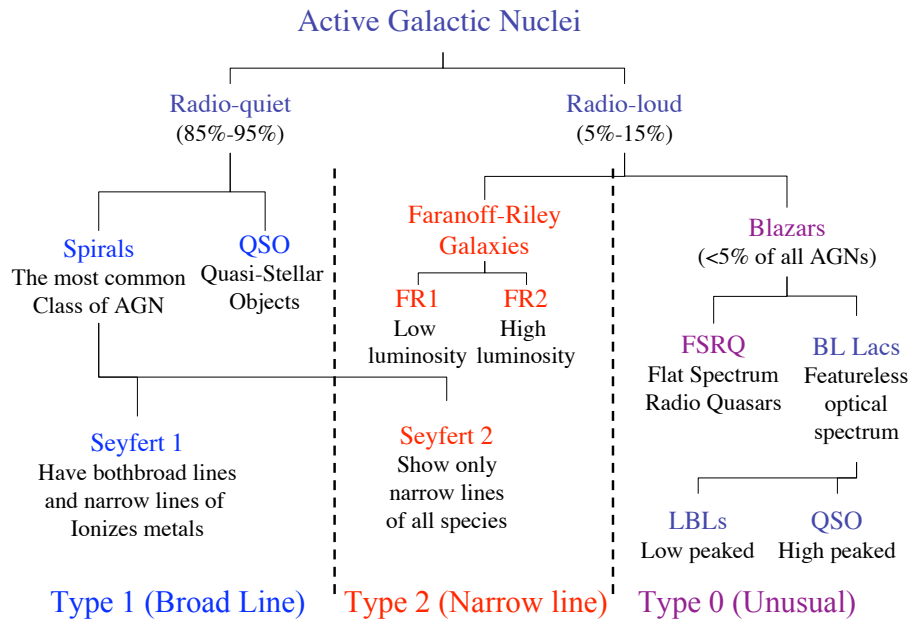 Active Galactic Nuclei
Radio-quiet
(85%-95%)
Radio-loud
(5%-15%)
Spirals
The most common
Class of AGN
QSO
Quasi-Stellar
Objects
Faranoff-Riley
Galaxies
FR1
Low
luminosity
FR2
High
luminosity
Blazars
(<5% of all AGNs)
FSRQ
Flat Spectrum
Radio Quasars
BL Lacs
Featureless
optical
spectrum
Seyfert 1
Have bothbroad lines
and narrow lines of
Ionizes metals
Seyfert 2
Show only
narrow lines
of all species
LBLs
Low peaked
QSO
High peaked
Type 1 (Broad Line)
Type 2 (Narrow line)
Type 0 (Unusual)